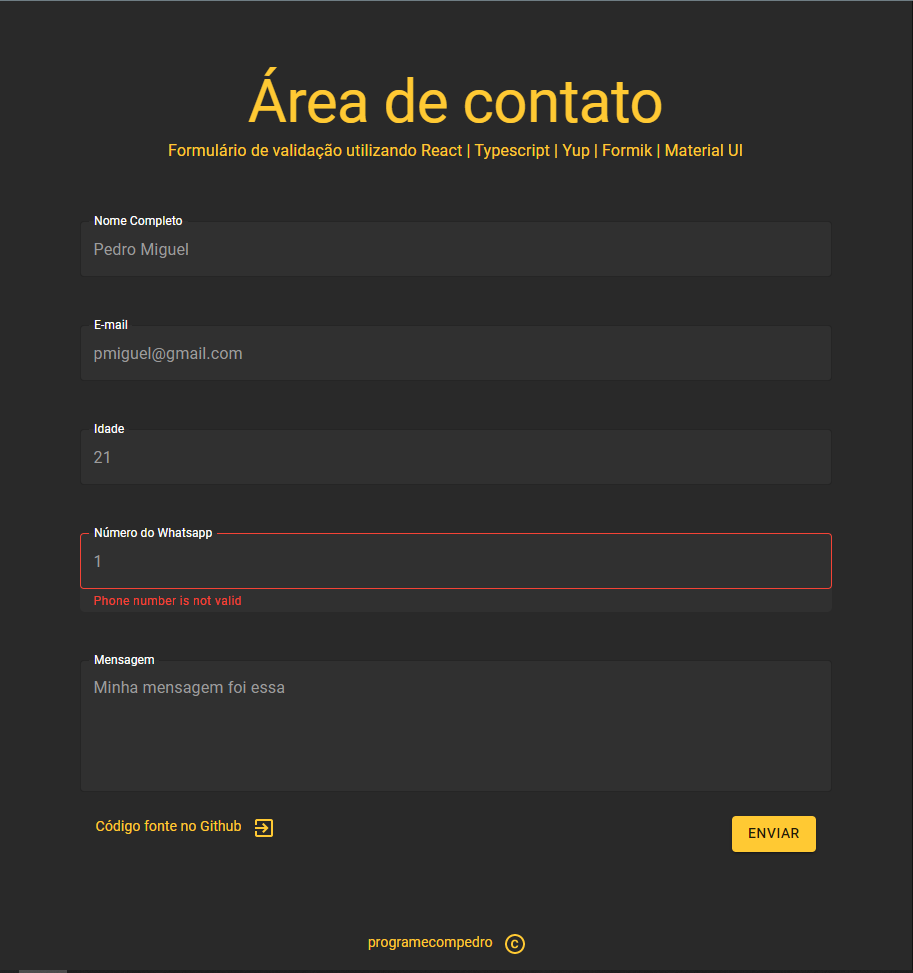 Área de contato
Formulário de validação utilizando React | Typescript | Yup | Formik | Material UI
Nome Completo
Pedro Miguel
E-mail
pmiguel@gmail.com
Idade
21
Número do Whatsapp
1
Phone number is not valid
Mensagem
Minha mensagem foi essa
Código fonte no Github
ENVIAR
programecompedro ©